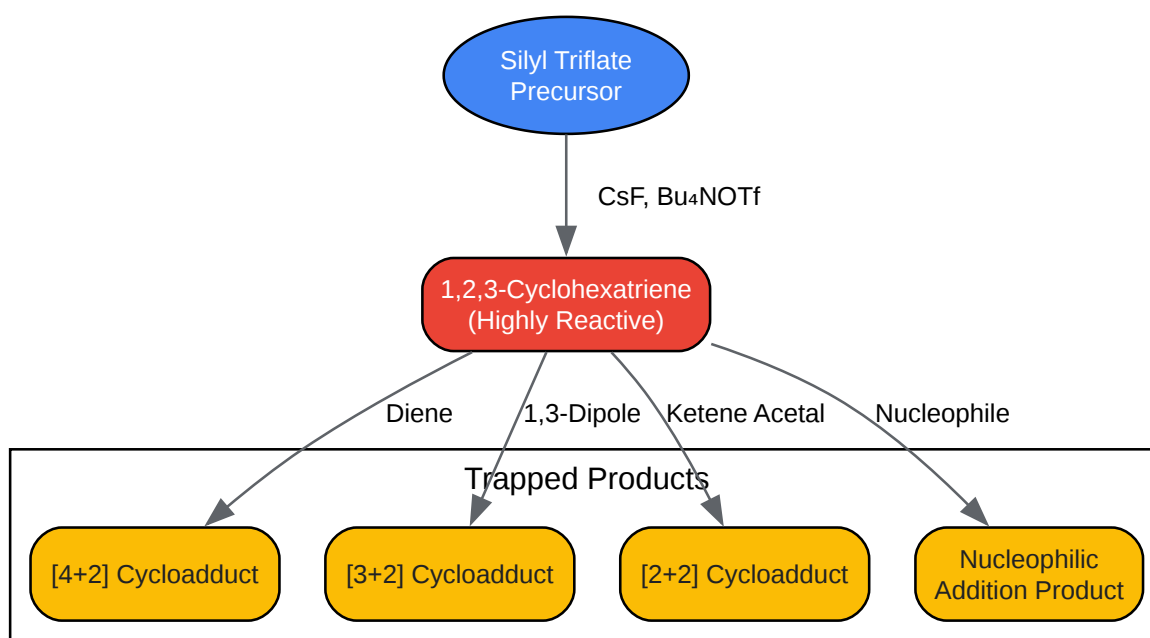 Silyl Triflate
Precursor
CsF, Bu₄NOTf
1,2,3-Cyclohexatriene
(Highly Reactive)
Diene
1,3-Dipole
Ketene Acetal
Nucleophile
Trapped Products
[4+2] Cycloadduct
[3+2] Cycloadduct
[2+2] Cycloadduct
Nucleophilic
Addition Product